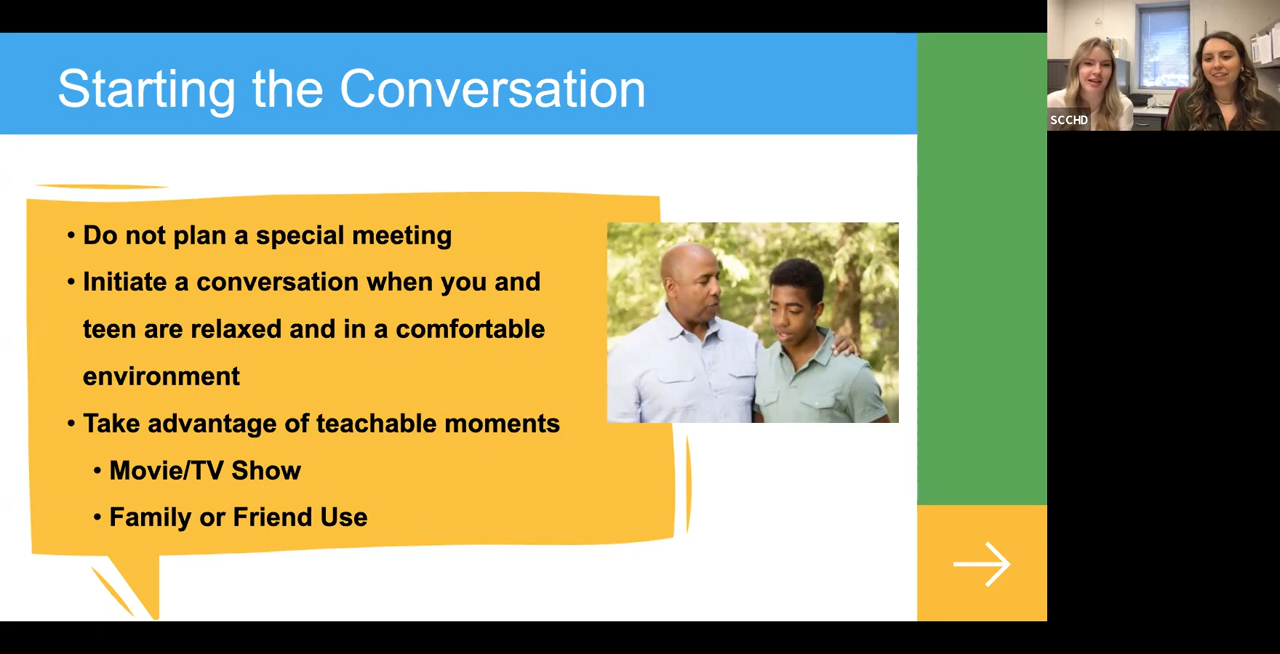 Starting the Conversation
SCCHD
• Do not plan a special meeting
• Initiate a conversation when you and
teen are relaxed and in a comfortable
environment
• Take advantage of teachable moments
• Movie/TV Show
• Family or Friend Use